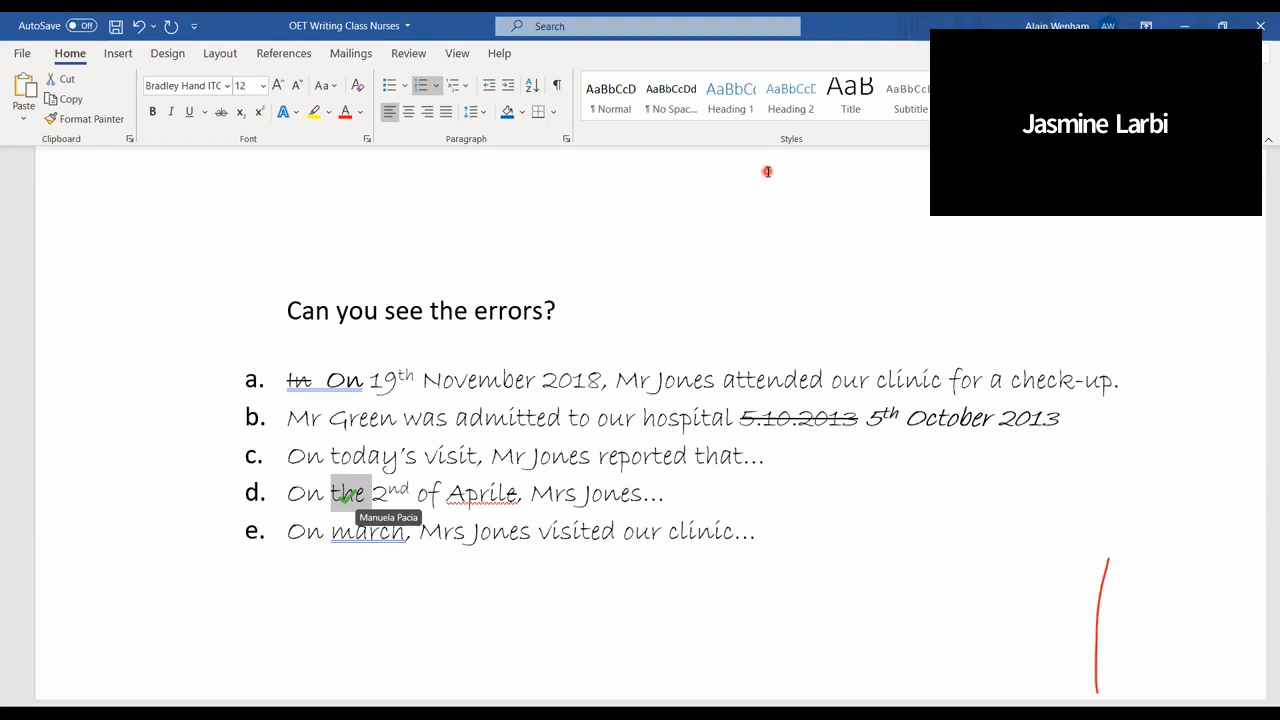 AutoSave Off OET Writing Class Nurses Search Alain Wenham AW
File Home Insert Draw Design Layout References Mailings Review View Help
Jasmine Larbi
Paste Cut Copy Format Painter
Bradley Hand ITC 12
AaBbCcD AaBbCcDd AaBbCc AaBbCcD AaB AaBbCcD
¶ Normal ¶ No Spac... Heading 1 Heading 2 Title Subtitle
Clipboard Font Paragraph Styles
Can you see the errors?
a. In On 19th November 2018, Mr Jones attended our clinic for a check-up.
b. Mr Green was admitted to our hospital 5.10.2013 5th October 2013
c. On today's visit, Mr Jones reported that...
d. On the 2nd of Aprile, Mrs Jones...
Manuela Pacia
e. On march, Mrs Jones visited our clinic...